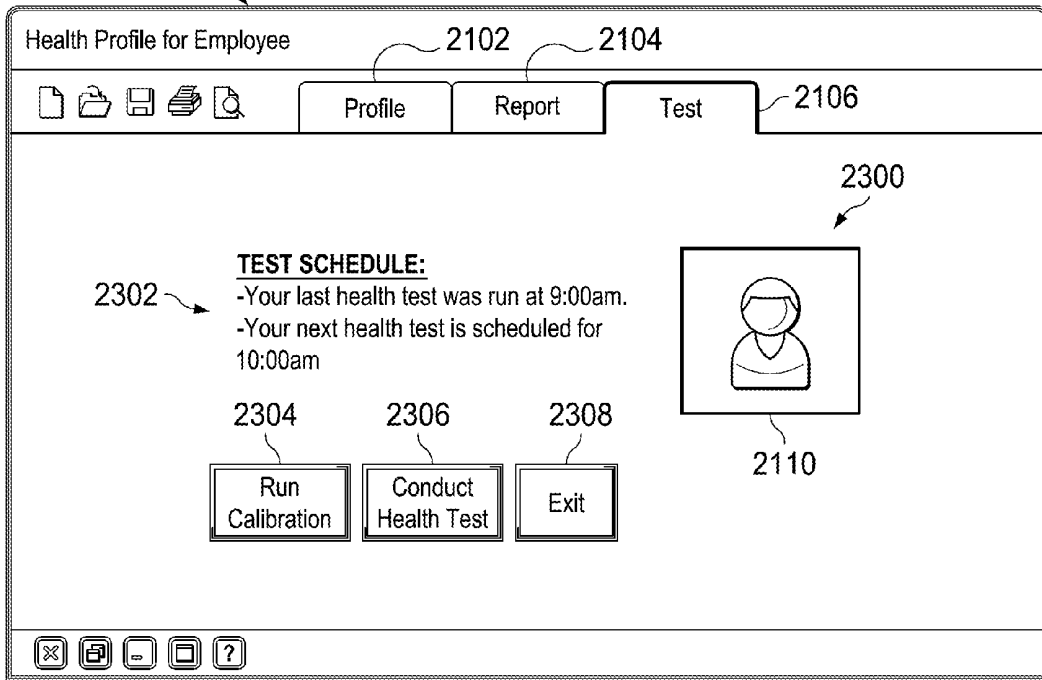 Health Profile for Employee
2102
2104
Profile
Report
Test
2106
2300
TEST SCHEDULE:
2302
-Your last health test was run at 9:00am.
-Your next health test is scheduled for
10:00am
2304
2306
2308
2110
Run
Calibration
Conduct
Health Test
Exit
?